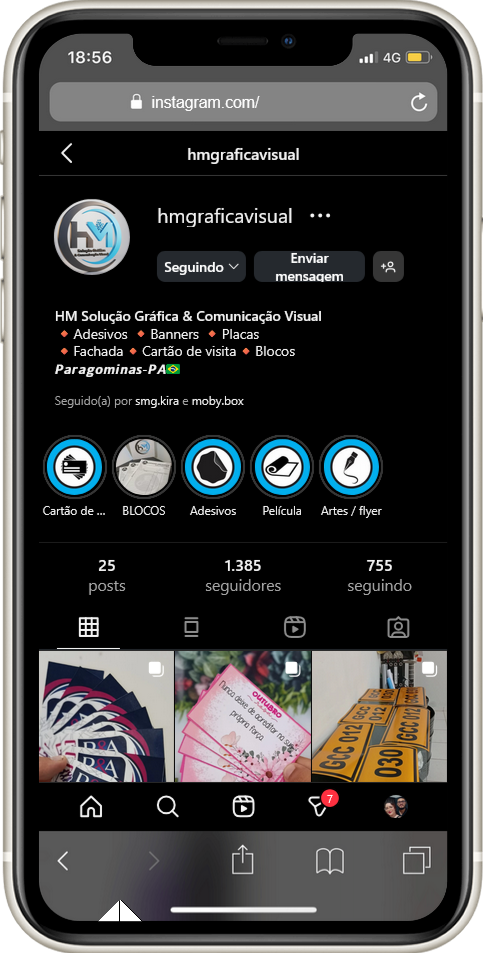 18:56
4G
instagram.com/
hmgraficavisual
hmgraficavisual
Seguindo
Enviar
mensagem
HM
HM Solução Gráfica & Comunicação Visual
🔸Adesivos 🔸Banners 🔸Placas
🔸Fachada 🔸Cartão de visita 🔸Blocos
Paragominas-PA🇧🇷
Seguido(a) por smg.kira e moby.box
Cartão de ...
BLOCOS
Adesivos
Película
Artes / flyer
25
1.385
755
posts
seguidores
seguindo
OUTUBRO
Nunca deixe de acreditar na sua
própria força
GCC 012
GCC 012
030
7